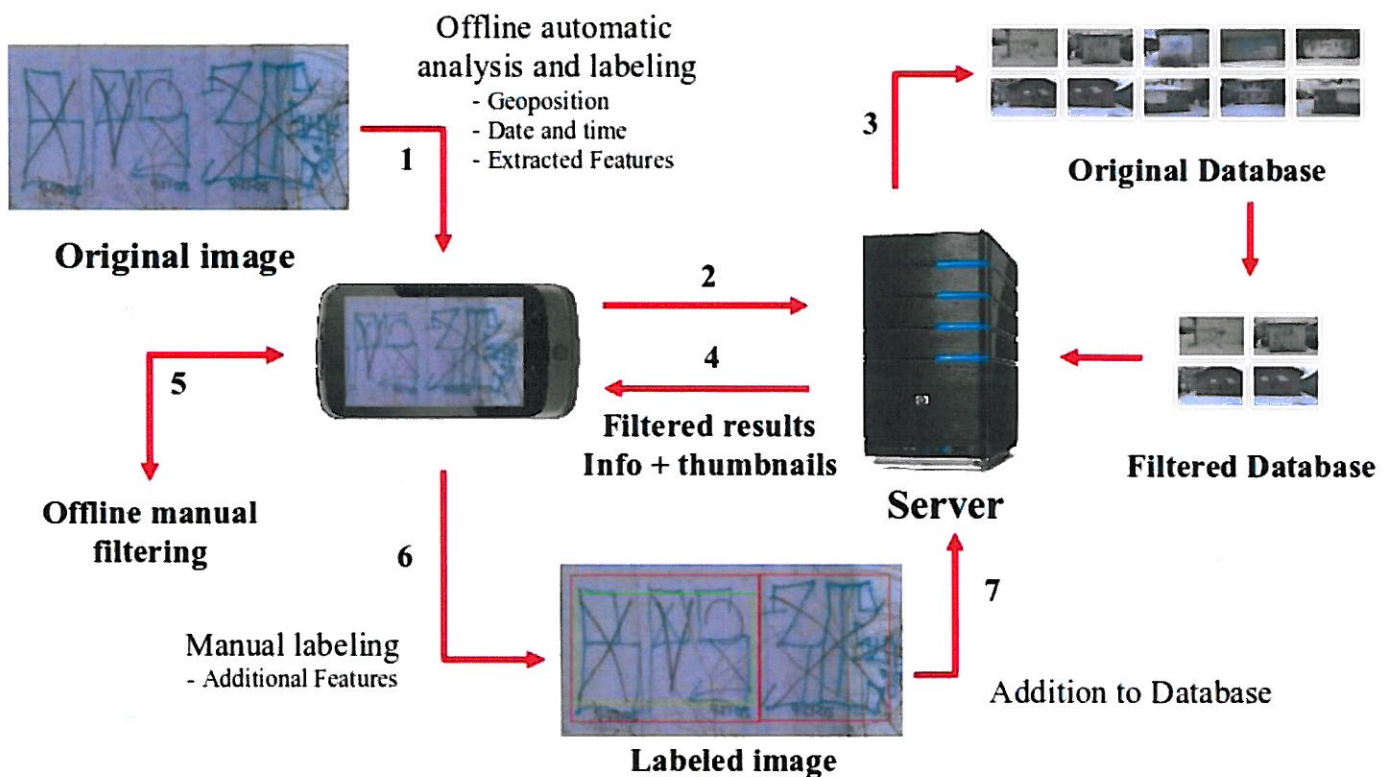 Offline automatic
analysis and labeling
- Geoposition
- Date and time
- Extracted Features
1
Original image
2
3
Original Database
4
Filtered results
Info + thumbnails
Server
Filtered Database
5
Offline manual
filtering
6
Manual labeling
- Additional Features
Labeled image
7
Addition to Database